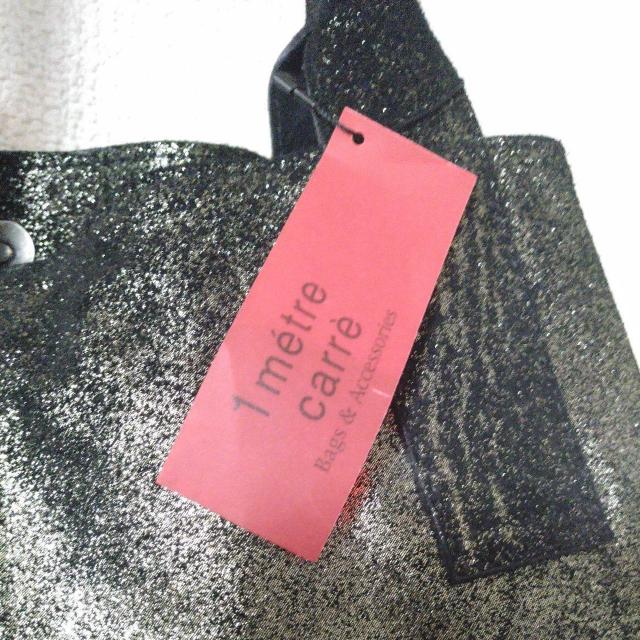 1 métre
carrè
Bags & Accessories